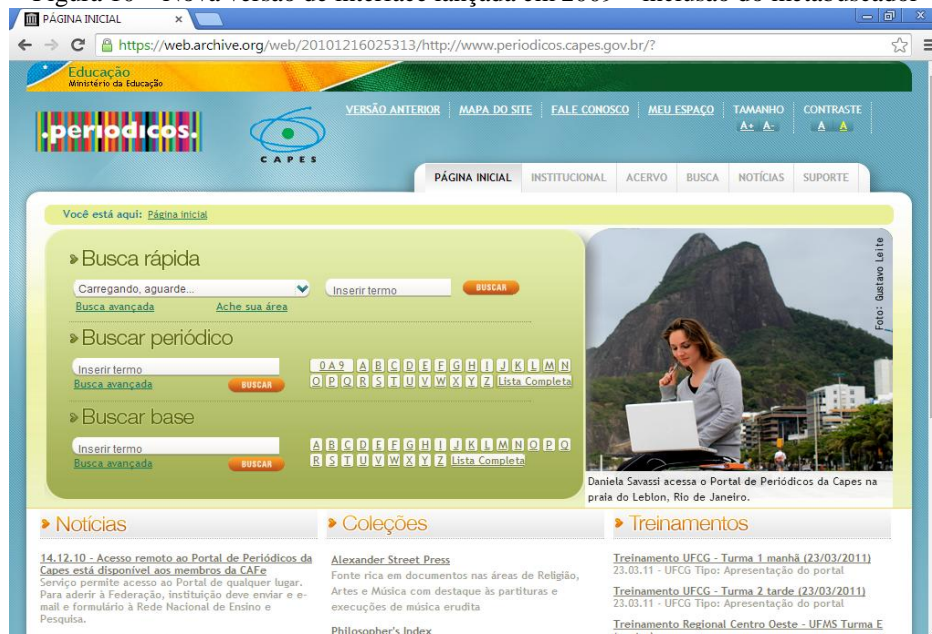 Figura 10 – Nova versão de interface lançada em 2009 – inclusão do metabuscador
PÁGINA INICIAL
https://web.archive.org/web/20101216025313/http://www.periodicos.capes.gov.br/?
Educação
Ministério da Educação
VERSÃO ANTERIOR MAPA DO SITE FALE CONOSCO MEU ESPAÇO TAMANHO CONTRASTE
A+ A- A A
.periodicos.
CAPES
PÁGINA INICIAL INSTITUCIONAL ACERVO BUSCA NOTÍCIAS SUPORTE
Você está aqui: Página inicial
Busca rápida
Carregando, aguarde... Inserir termo BUSCAR
Busca avançada Ache sua área
Buscar periódico
Inserir termo 0 A 9 A B C D E F G H I J K L M N
Busca avançada BUSCAR O P Q R S T U V W X Y Z Lista Completa
Buscar base
Inserir termo A B C D E F G H I J K L M N O P Q
Busca avançada BUSCAR R S T U V W X Y Z Lista Completa
Foto: Gustavo Leite
Daniela Savassi acessa o Portal de Periódicos da Capes na
praia do Leblon, Rio de Janeiro.
Notícias
14.12.10 - Acesso remoto ao Portal de Periódicos da
Capes está disponível aos membros da CAFe
Serviço permite acesso ao Portal de qualquer lugar.
Para aderir à Federação, instituição deve enviar e e-
mail e formulário à Rede Nacional de Ensino e
Pesquisa.
Coleções
Alexander Street Press
Fonte rica em documentos nas áreas de Religião,
Artes e Música com destaque às partituras e
execuções de música erudita
Philosopher's Index
Treinamentos
Treinamento UFCG - Turma 1 manhã (23/03/2011)
23.03.11 - UFCG Tipo: Apresentação do portal
Treinamento UFCG - Turma 2 tarde (23/03/2011)
23.03.11 - UFCG Tipo: Apresentação do portal
Treinamento Regional Centro Oeste - UFMS Turma E